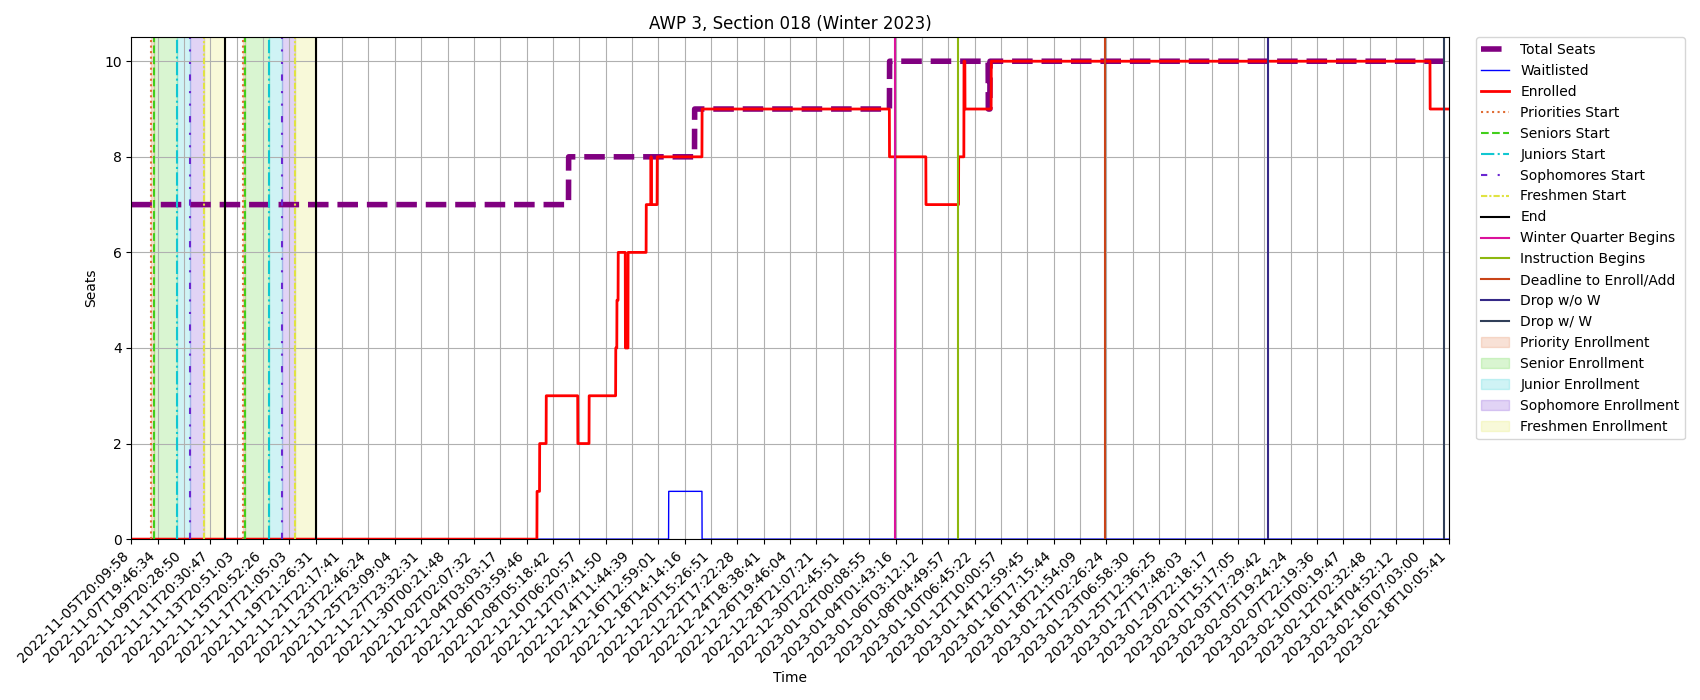 AWP 3, Section 018 (Winter 2023)
Seats
10
8
6
4
2
0
2022-11-05T20:09:58
2022-11-07T19:46:34
2022-11-09T20:28:50
2022-11-11T20:30:47
2022-11-13T20:51:03
2022-11-15T20:52:26
2022-11-17T21:05:03
2022-11-19T21:26:31
2022-11-21T22:17:41
2022-11-23T22:46:24
2022-11-25T23:09:04
2022-11-27T23:32:31
2022-11-30T00:21:48
2022-12-02T02:07:32
2022-12-04T03:03:17
2022-12-06T03:59:46
2022-12-08T05:18:42
2022-12-10T06:20:57
2022-12-12T07:41:50
2022-12-14T11:44:39
2022-12-16T12:59:01
2022-12-18T14:14:16
2022-12-20T15:26:51
2022-12-22T17:22:28
2022-12-24T18:38:41
2022-12-26T19:46:04
2022-12-28T21:07:21
2022-12-30T22:45:51
2023-01-02T00:08:55
2023-01-04T01:43:16
2023-01-06T03:12:12
2023-01-08T04:49:57
2023-01-10T06:45:22
2023-01-12T10:00:57
2023-01-14T12:59:45
2023-01-16T17:15:44
2023-01-18T21:54:09
2023-01-21T02:26:24
2023-01-23T06:58:30
2023-01-25T12:36:25
2023-01-27T17:48:03
2023-01-29T22:18:17
2023-02-01T15:17:05
2023-02-03T17:29:42
2023-02-05T19:24:24
2023-02-07T22:19:36
2023-02-10T00:19:47
2023-02-12T02:32:48
2023-02-14T04:52:12
2023-02-16T07:03:00
2023-02-18T10:05:41
Time
Total Seats
Waitlisted
Enrolled
Priorities Start
Seniors Start
Juniors Start
Sophomores Start
Freshmen Start
End
Winter Quarter Begins
Instruction Begins
Deadline to Enroll/Add
Drop w/o W
Drop w/ W
Priority Enrollment
Senior Enrollment
Junior Enrollment
Sophomore Enrollment
Freshmen Enrollment